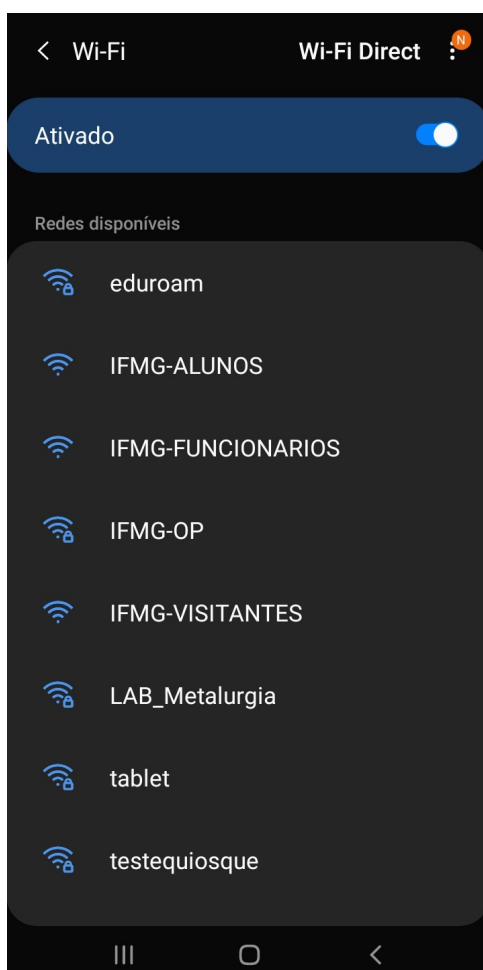 Wi-Fi Wi-Fi Direct N
Ativado
Redes disponíveis
eduroam
IFMG-ALUNOS
IFMG-FUNCIONARIOS
IFMG-OP
IFMG-VISITANTES
LAB_Metalurgia
tablet
testequiosque